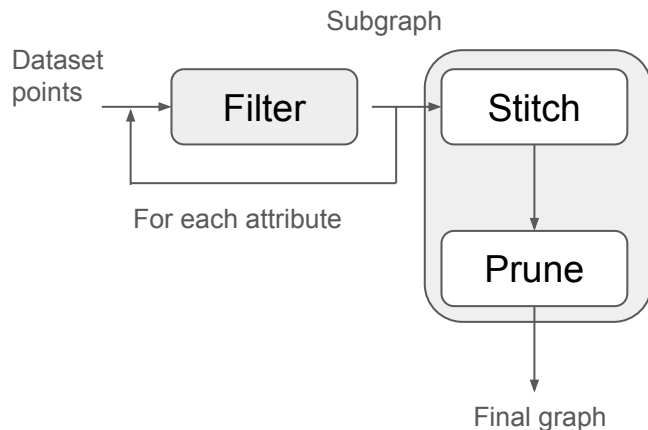 Subgraph
Dataset
points
Filter
Stitch
For each attribute
Prune
Final graph